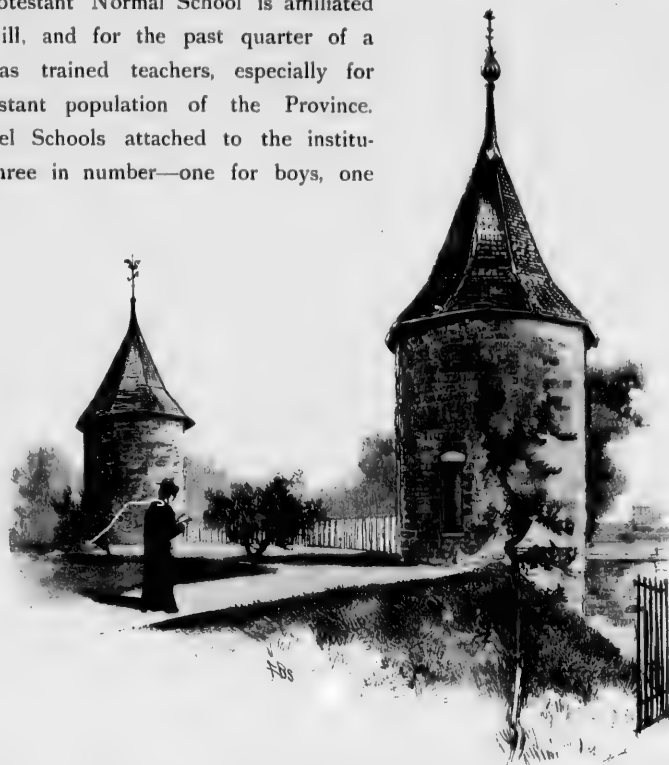 otestant Normal School is affiliated
ill, and for the past quarter of a
as trained teachers, especially for
stant population of the Province.
el Schools attached to the institu-
hree in number—one for boys, one